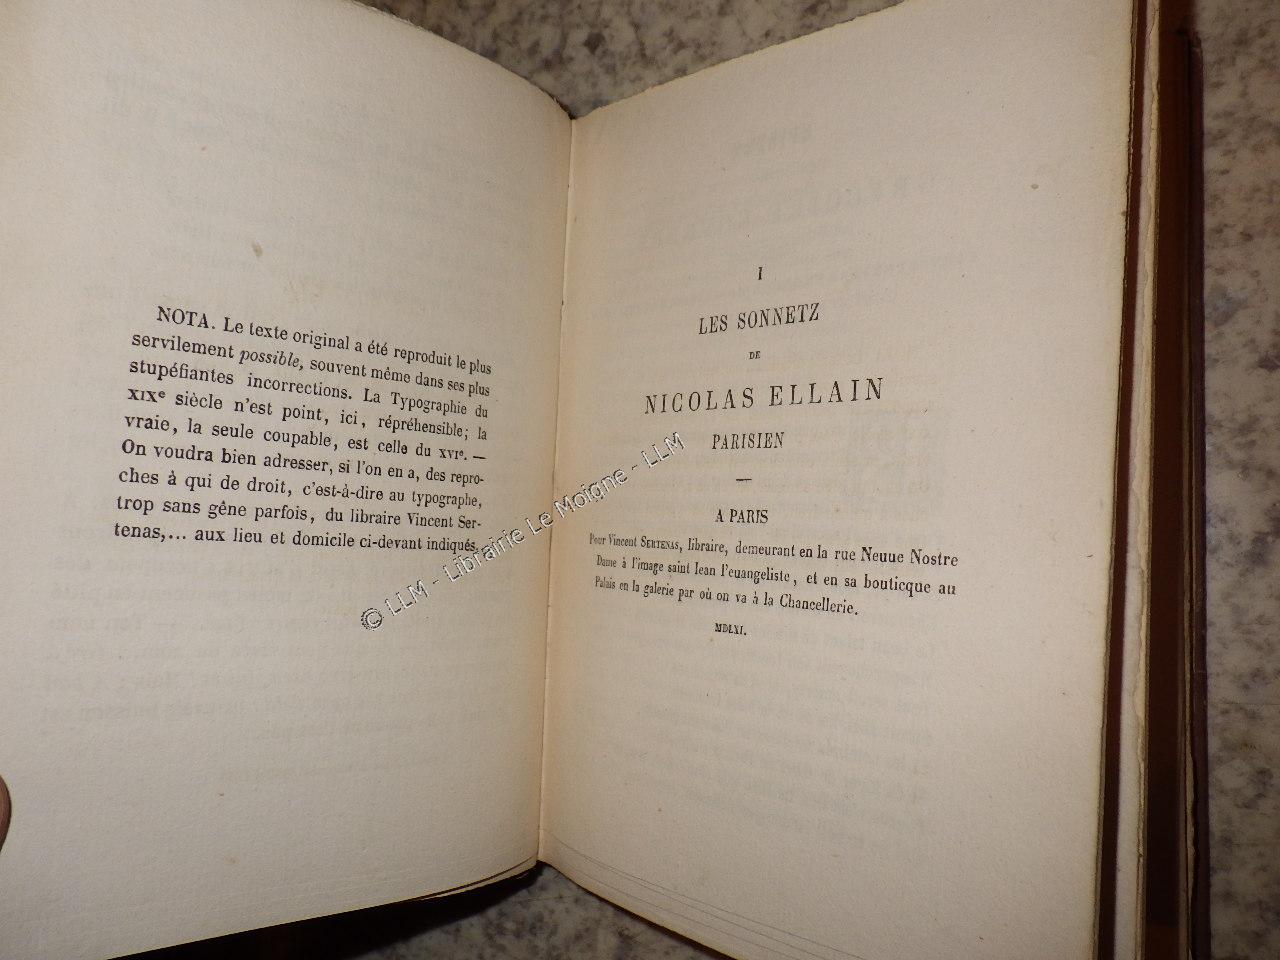 NOTA. Le texte original a été reproduit le plus
servilement possible, souvent même dans ses plus
stupéfiantes incorrections. La Typographie du
XIXe siècle n'est point, ici, répréhensible; la
vraie, la seule coupable, est celle du XVIe. —
On voudra bien adresser, si l'on en a, des repro-
ches à qui de droit, c'est-à-dire au typographe,
trop sans gêne parfois, du libraire Vincent Ser-
tenas,... aux lieu et domicile ci-devant indiqués.
I
LES SONNETZ
DE
NICOLAS ELLAIN
PARISIEN
A PARIS
Pour Vincent SERTENAS, libraire, demeurant en la rue Neuue Nostre
Dame à l'image saint Iean l'euangeliste, et en sa bouticque au
Palais en la galerie par où on va à la Chancellerie.
MDLXI.
© LLM - Librairie Le Moigne - LLM